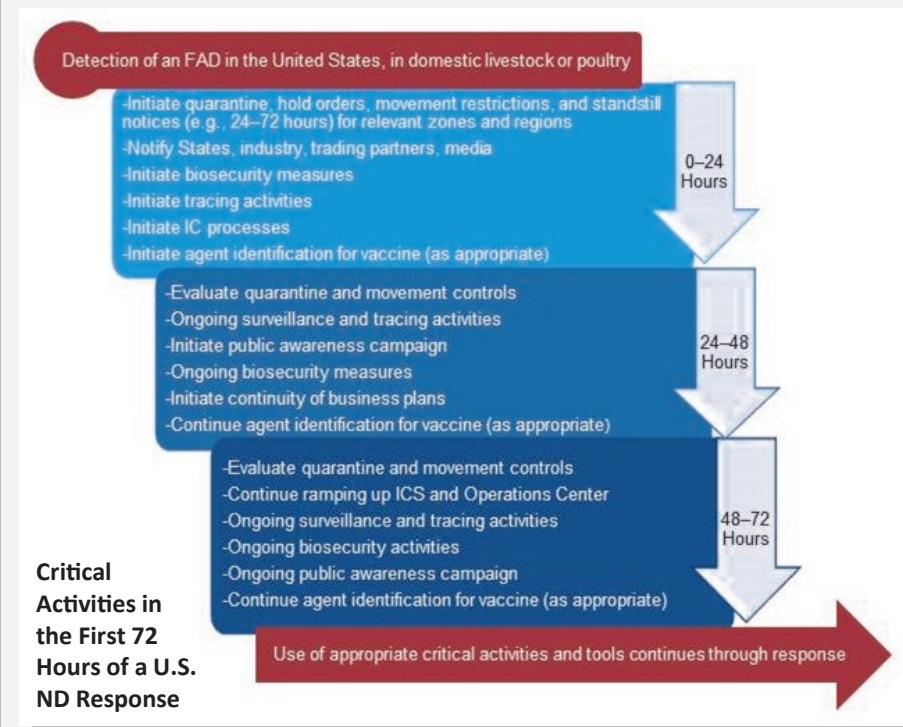 Detection of an FAD in the United States, in domestic livestock or poultry
-Initiate quarantine, hold orders, movement restrictions, and standstill
notices (e.g., 24–72 hours) for relevant zones and regions
-Notify States, industry, trading partners, media
-Initiate biosecurity measures
-Initiate tracing activities
-Initiate IC processes
-Initiate agent identification for vaccine (as appropriate)
0–24
Hours
-Evaluate quarantine and movement controls
-Ongoing surveillance and tracing activities
-Initiate public awareness campaign
-Ongoing biosecurity measures
-Initiate continuity of business plans
-Continue agent identification for vaccine (as appropriate)
24–48
Hours
-Evaluate quarantine and movement controls
-Continue ramping up ICS and Operations Center
-Ongoing surveillance and tracing activities
-Ongoing biosecurity activities
-Ongoing public awareness campaign
-Continue agent identification for vaccine (as appropriate)
48–72
Hours
Critical
Activities in
the First 72
Hours of a U.S.
ND Response
Use of appropriate critical activities and tools continues through response